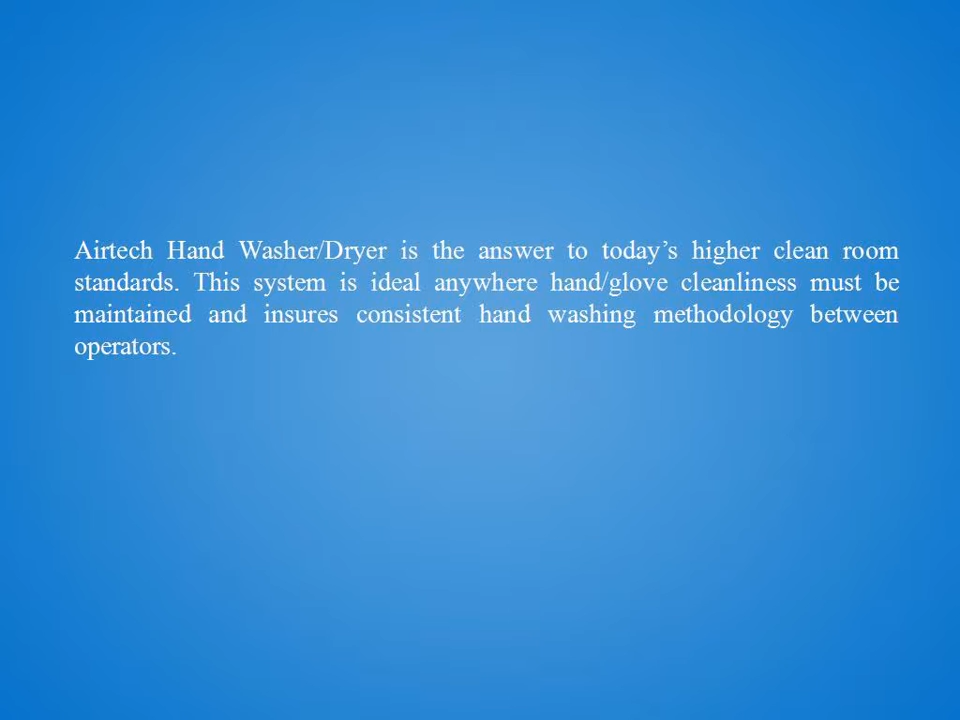 Airtech Hand Washer/Dryer is the answer to today’s higher clean room
standards. This system is ideal anywhere hand/glove cleanliness must be
maintained and insures consistent hand washing methodology between
operators.